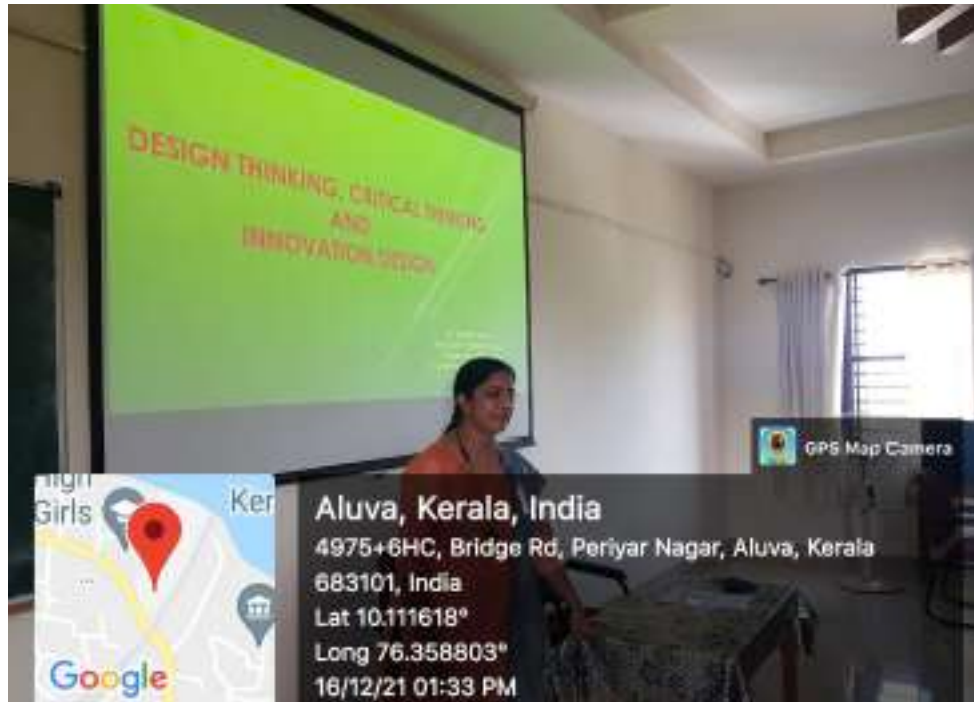 DESIGN THINKING, CRITICAL THINKING
AND
INNOVATION DESIGN
GPS Map Camera
Girls
Ker
Google
Aluva, Kerala, India
4975+6HC, Bridge Rd, Periyar Nagar, Aluva, Kerala
683101, India
Lat 10.111618°
Long 76.358803°
16/12/21 01:33 PM